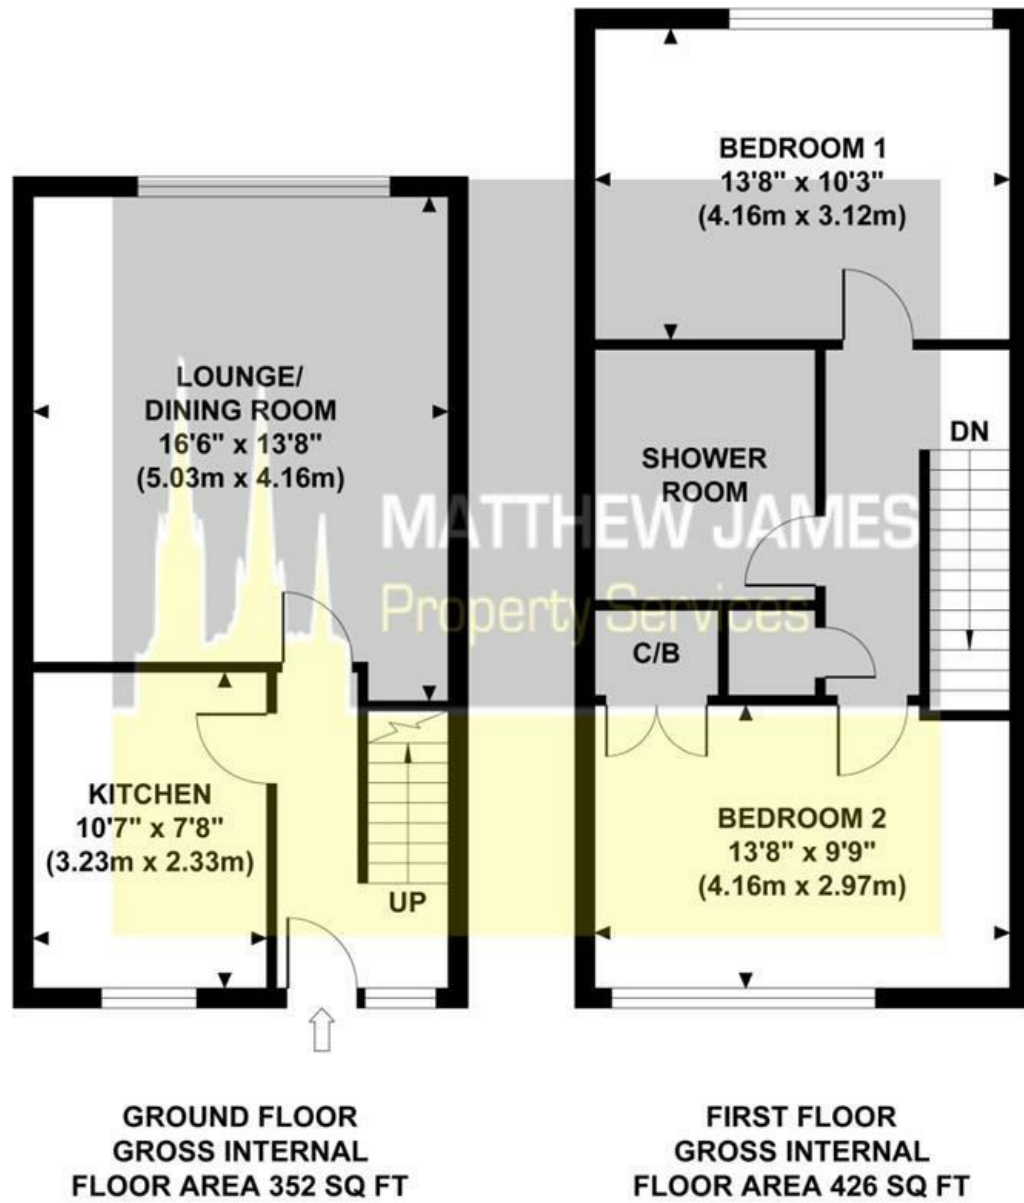 BEDROOM 1
13'8" x 10'3"
(4.16m x 3.12m)
LOUNGE/
DINING ROOM
16'6" x 13'8"
(5.03m x 4.16m)
SHOWER
ROOM
DN
MATTHEW JAMES
Property Services
C/B
KITCHEN
10'7" x 7'8"
(3.23m x 2.33m)
UP
BEDROOM 2
13'8" x 9'9"
(4.16m x 2.97m)
GROUND FLOOR
GROSS INTERNAL
FLOOR AREA 352 SQ FT
FIRST FLOOR
GROSS INTERNAL
FLOOR AREA 426 SQ FT